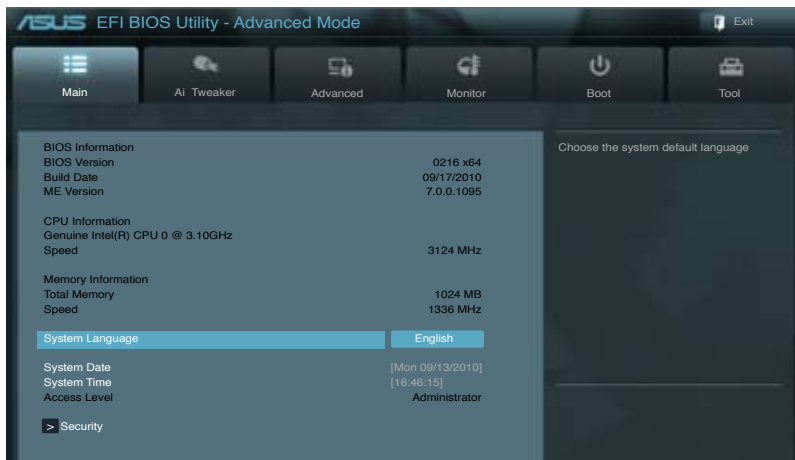 ASUS EFI BIOS Utility - Advanced Mode
Exit
Main
Ai Tweaker
Advanced
Monitor
Boot
Tool
BIOS Information
BIOS Version 0216 x64
Build Date 09/17/2010
ME Version 7.0.0.1095
CPU Information
Genuine Intel(R) CPU 0 @ 3.10GHz
Speed 3124 MHz
Memory Information
Total Memory 1024 MB
Speed 1336 MHz
System Language English
System Date [Mon 09/13/2010]
System Time [16:46:15]
Access Level Administrator
> Security
Choose the system default language